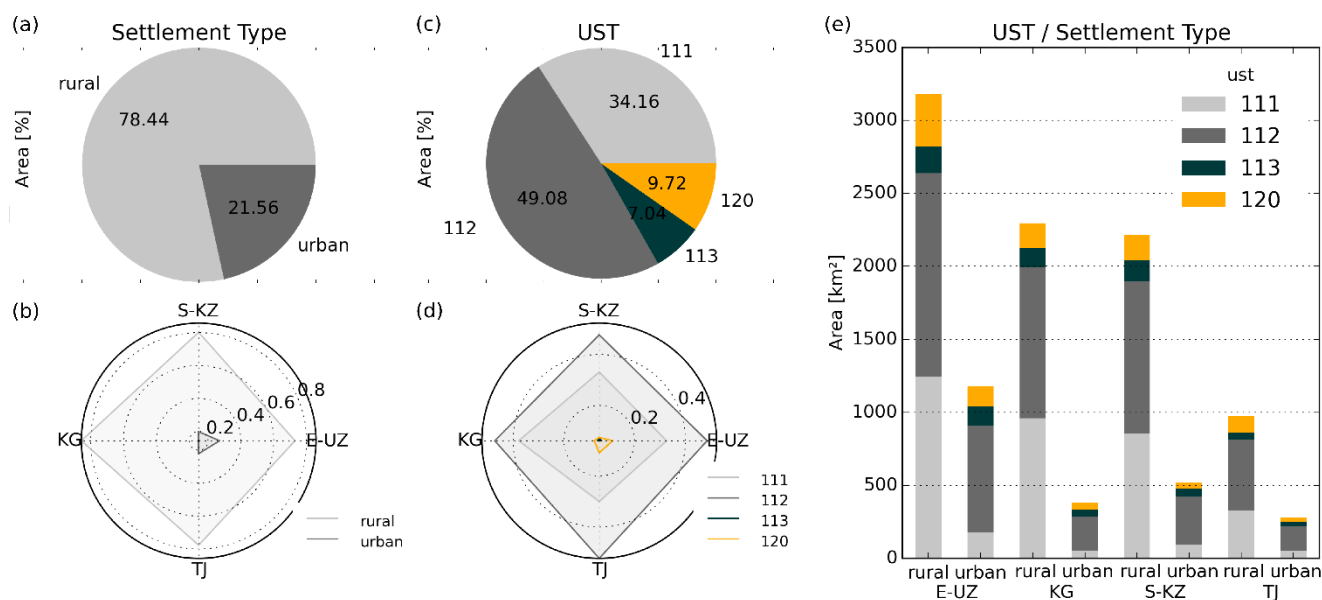 (a)
Settlement Type
rural
78.44
21.56
urban
Area [%]
(b)
S-KZ
KG
0.2
0.4
0.6
0.8
E-UZ
TJ
rural
urban
(c)
UST
111
34.16
49.08
9.72
7.04
112
120
113
Area [%]
(d)
S-KZ
KG
0.2
0.4
E-UZ
TJ
111
112
113
120
(e)
UST / Settlement Type
ust
111
112
113
120
Area [km²]
3500
3000
2500
2000
1500
1000
500
0
rural urban rural urban rural urban rural urban
E-UZ KG S-KZ TJ